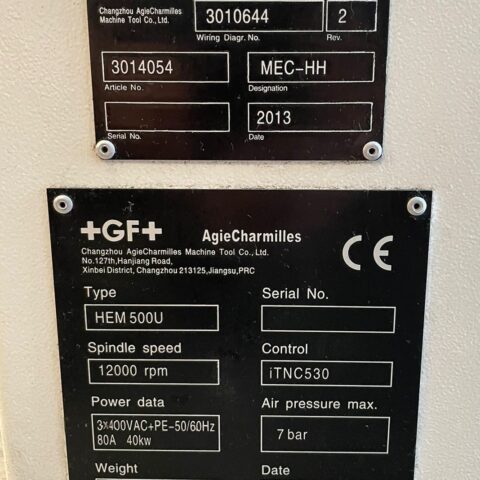 Changzhou AgieCharmilles
Machine Tool Co., Ltd.
3010644
2
Wiring Diagr. No.
Rev.
3014054
MEC-HH
Article No.
Designation
2013
Serial No.
Date
+GF+ AgieCharmilles
Changzhou AgieCharmilles Machine Tool Co., Ltd.
No.127th,Hanjiang Road,
Xinbei District, Changzhou 213125,Jiangsu,PRC
CE
Type
Serial No.
HEM 500U
Spindle speed
Control
12000 rpm
iTNC530
Power data
Air pressure max.
3x400VAC+PE-50/60Hz
80A 40kw
7 bar
Weight
Date